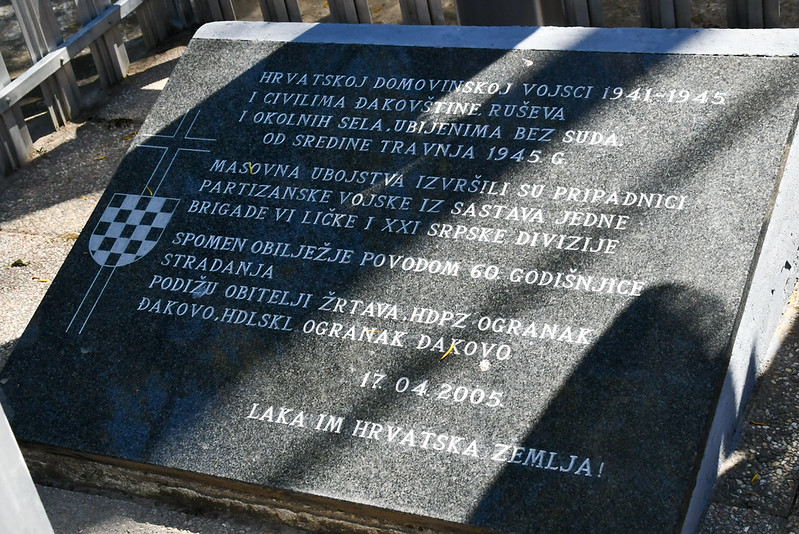 HRVATSKOJ DOMOVINSKOJ VOJSCI 1941-1945.
I CIVILIMA ĐAKOVŠTINE RUŠEVA
I OKOLNIH SELA, UBIJENIMA BEZ SUDA.
OD SREDINE TRAVNJA 1945. G.
MASOVNA UBOJSTVA IZVRŠILI SU PRIPADNICI
PARTIZANSKE VOJSKE IZ SASTAVA JEDNE
BRIGADE VI LIČKE I XXI SRPSKE DIVIZIJE
SPOMEN OBILJEŽJE POVODOM 60. GODIŠNJICE
STRADANJA
PODIŽU OBITELJI ŽRTAVA, HDPZ OGRANAK
ĐAKOVO, HDLSKL OGRANAK ĐAKOVO
17.04.2005.
LAKA IM HRVATSKA ZEMLJA!